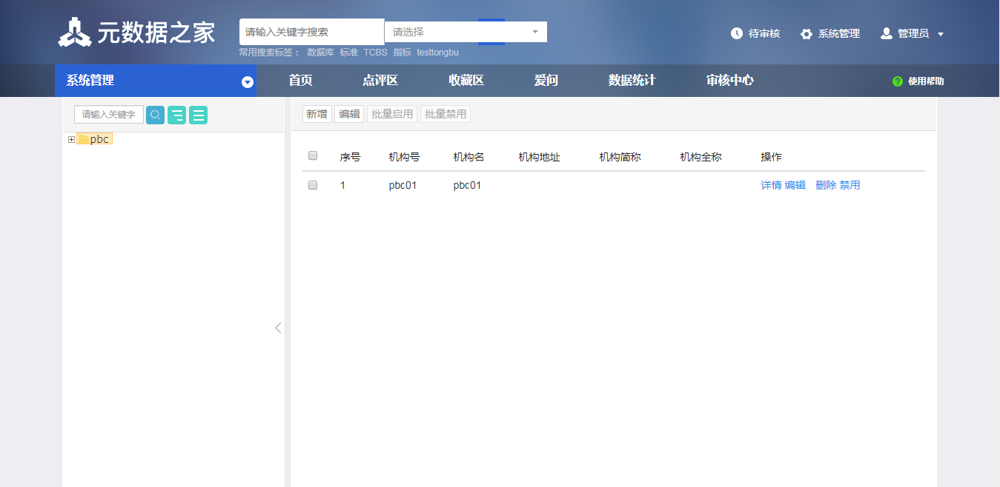 元数据之家
请输入关键字搜索 请选择
待审核 系统管理 管理员
常用搜索标签： 数据库 标准 TCBS 指标 testtongbu
系统管理 首页 点评区 收藏区 爱问 数据统计 审核中心 使用帮助
请输入关键字
pbc
新增 编辑 批量启用 批量禁用
序号 机构号 机构名 机构地址 机构简称 机构全称 操作
1 pbc01 pbc01 详情 编辑 删除 禁用